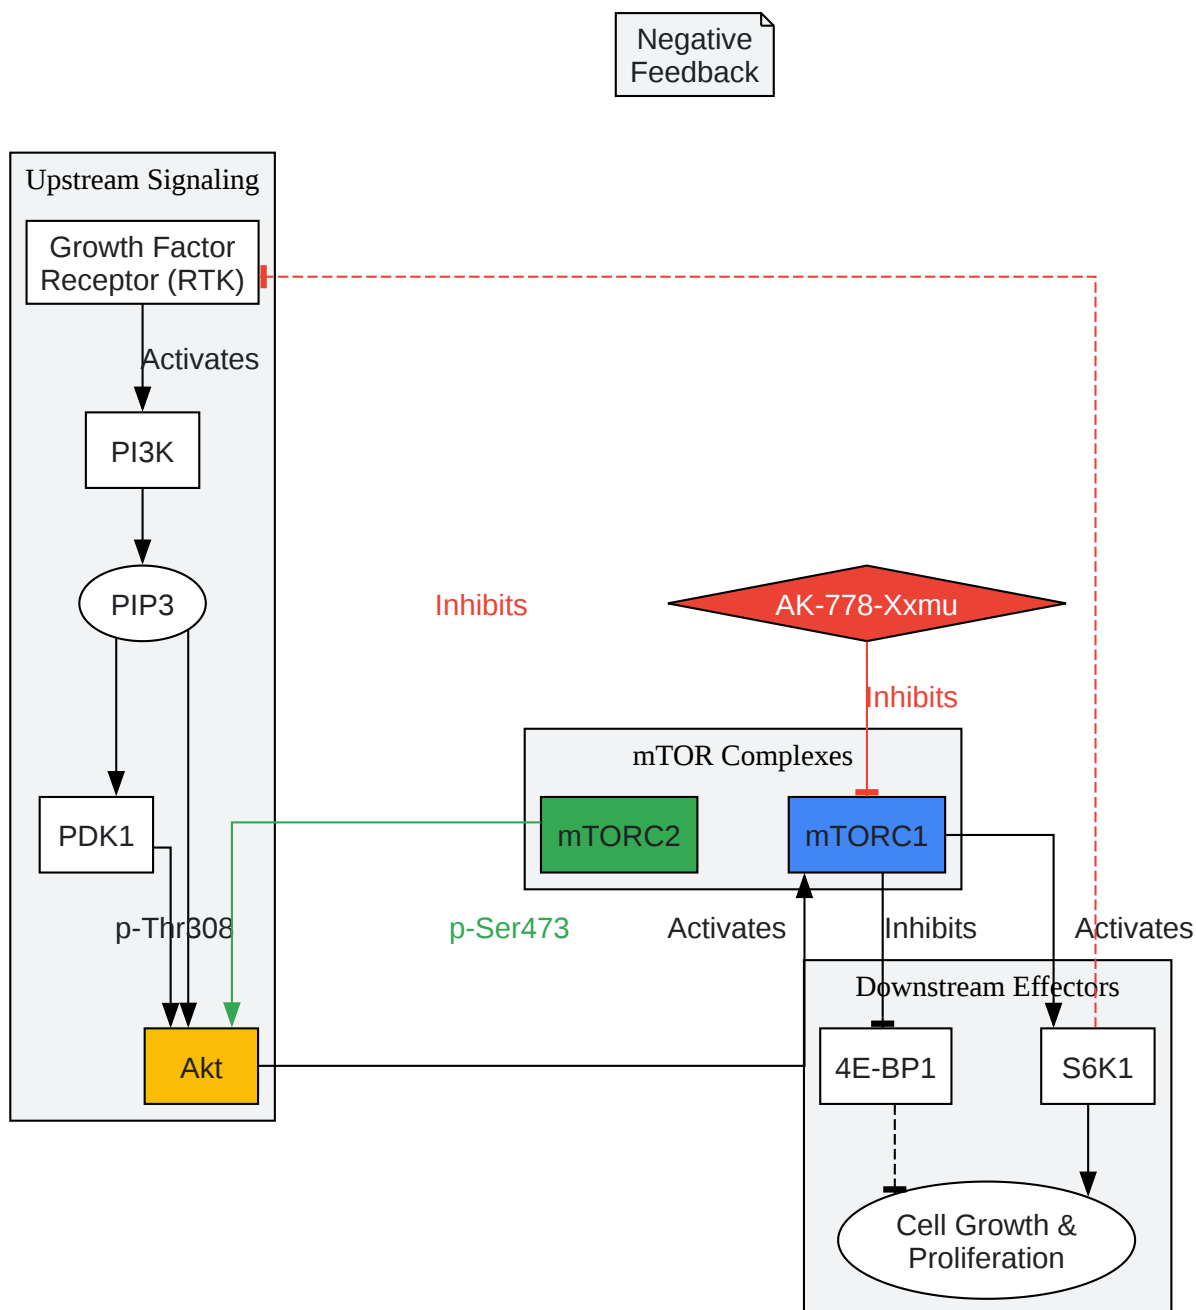 Negative
Feedback
Upstream Signaling
Growth Factor
Receptor (RTK)
Activates
PI3K
PIP3
Inhibits
AK-778-Xxmu
Inhibits
mTOR Complexes
PDK1
mTORC2
mTORC1
p-Thr308
p-Ser473
Activates
Inhibits
Activates
Downstream Effectors
Akt
4E-BP1
S6K1
Cell Growth &
Proliferation